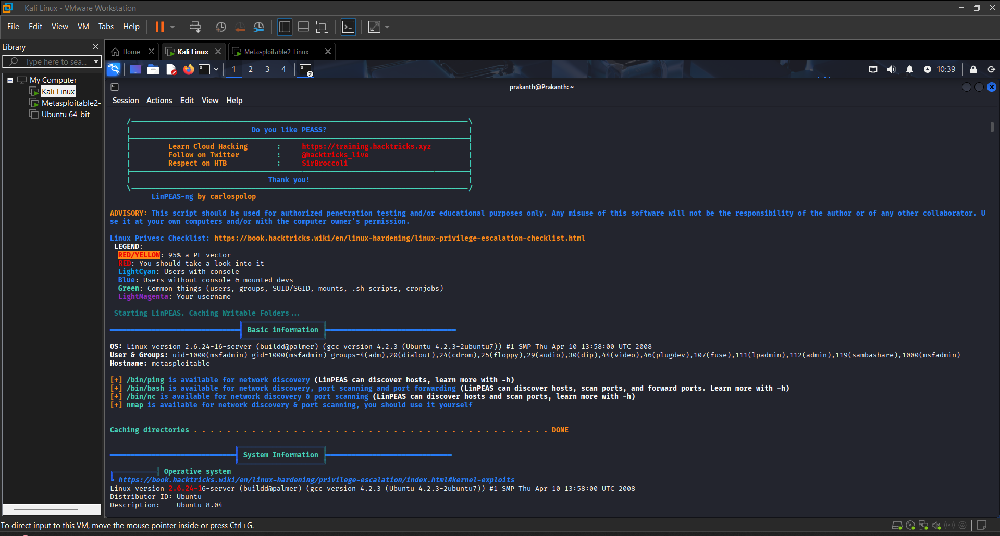 Kali Linux - VMware Workstation
File Edit View VM Tabs Help
Library
Type here to sea...
Home
Kali Linux
Metasploitable2-Linux
1 2 3 4
2
10:39
My Computer
Kali Linux
Metasploitable2-
Ubuntu 64-bit
prakanth@Prakanth: ~
Session Actions Edit View Help
Do you like PEASS?
Learn Cloud Hacking : https://training.hacktricks.xyz
Follow on Twitter : @hacktricks_live
Respect on HTB : SirBroccoli
Thank you!
LinPEAS-ng by carlospolop
ADVISORY: This script should be used for authorized penetration testing and/or educational purposes only. Any misuse of this software will not be the responsibility of the author or of any other collaborator. U
se it at your own computers and/or with the computer owner's permission.
Linux Privesc Checklist: https://book.hacktricks.wiki/en/linux-hardening/linux-privilege-escalation-checklist.html
LEGEND:
RED/YELLOW: 95% a PE vector
RED: You should take a look into it
LightCyan: Users with console
Blue: Users without console & mounted devs
Green: Common things (users, groups, SUID/SGID, mounts, .sh scripts, cronjobs)
LightMagenta: Your username
Starting LinPEAS. Caching Writable Folders...
Basic information
OS: Linux version 2.6.24-16-server (buildd@palmer) (gcc version 4.2.3 (Ubuntu 4.2.3-2ubuntu7)) #1 SMP Thu Apr 10 13:58:00 UTC 2008
User & Groups: uid=1000(msfadmin) gid=1000(msfadmin) groups=4(adm),20(dialout),24(cdrom),25(floppy),29(audio),30(dip),44(video),46(plugdev),107(fuse),111(lpadmin),112(admin),119(sambashare),1000(msfadmin)
Hostname: metasploitable
[+] /bin/ping is available for network discovery (LinPEAS can discover hosts, learn more with -h)
[+] /bin/bash is available for network discovery, port scanning and port forwarding (LinPEAS can discover hosts, scan ports, and forward ports. Learn more with -h)
[+] /bin/nc is available for network discovery & port scanning (LinPEAS can discover hosts and scan ports, learn more with -h)
[+] nmap is available for network discovery & port scanning, you should use it yourself
Caching directories . . . . . . . . . . . . . . . . . . . . . . . . . . . . . . . . . . . . . . . . . . . DONE
System Information
Operative system
https://book.hacktricks.wiki/en/linux-hardening/privilege-escalation/index.html#kernel-exploits
Linux version 2.6.24-16-server (buildd@palmer) (gcc version 4.2.3 (Ubuntu 4.2.3-2ubuntu7)) #1 SMP Thu Apr 10 13:58:00 UTC 2008
Distributor ID: Ubuntu
Description: Ubuntu 8.04
To direct input to this VM, move the mouse pointer inside or press Ctrl+G.